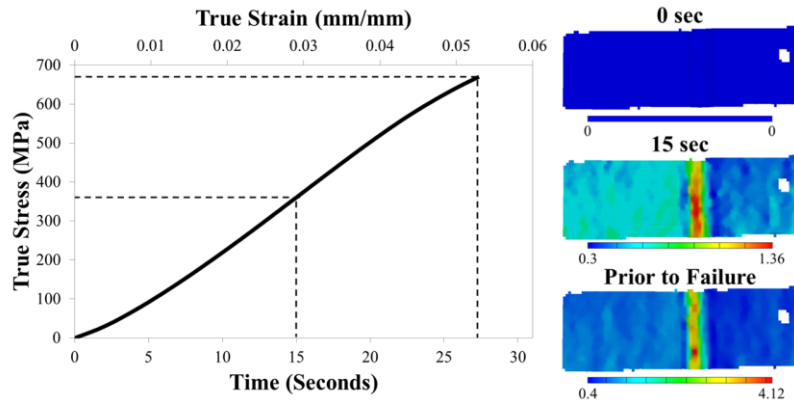 True Strain (mm/mm)
0 0.01 0.02 0.03 0.04 0.05 0.06
700
600
500
400
300
200
100
0
True Stress (MPa)
0 5 10 15 20 25 30
Time (Seconds)
0 sec
0 0
15 sec
0.3 1.36
Prior to Failure
0.4 4.12